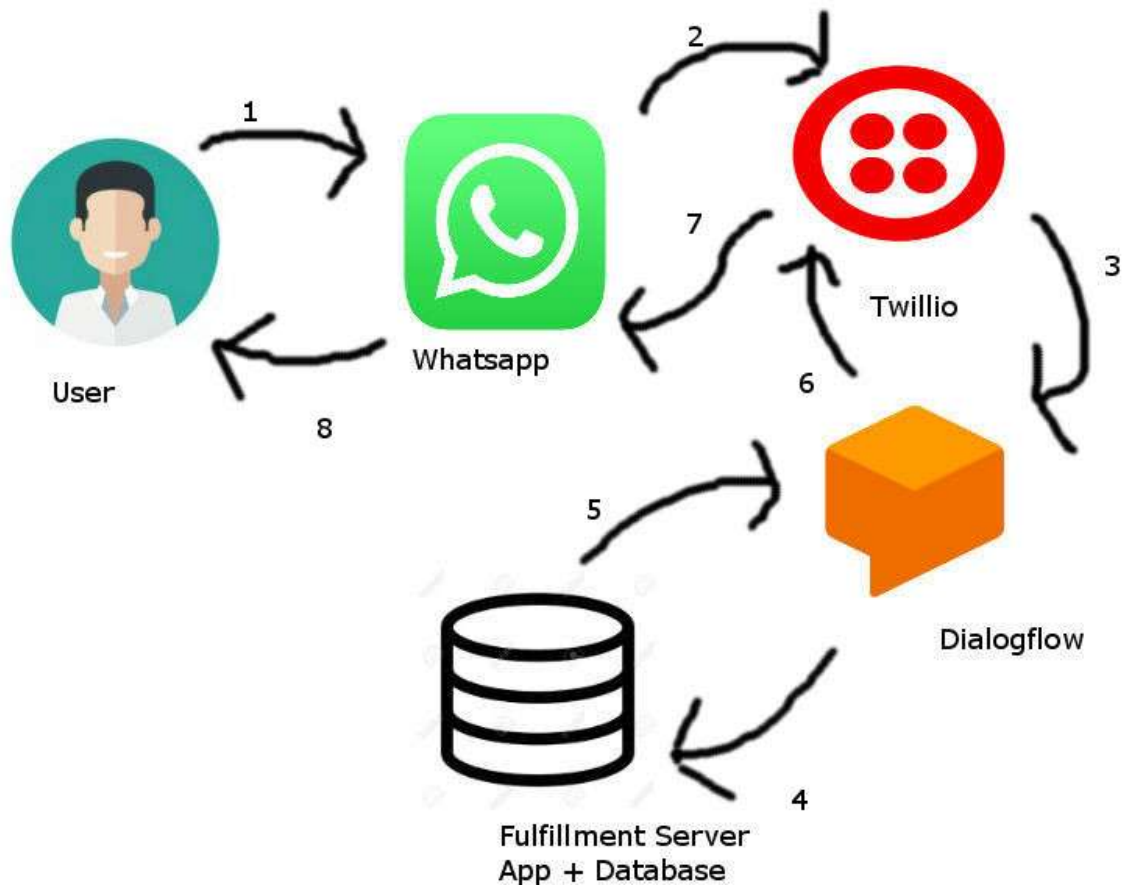 1
2
3
4
5
6
7
8
User
Whatsapp
Twillio
Dialogflow
Fulfillment Server
App + Database